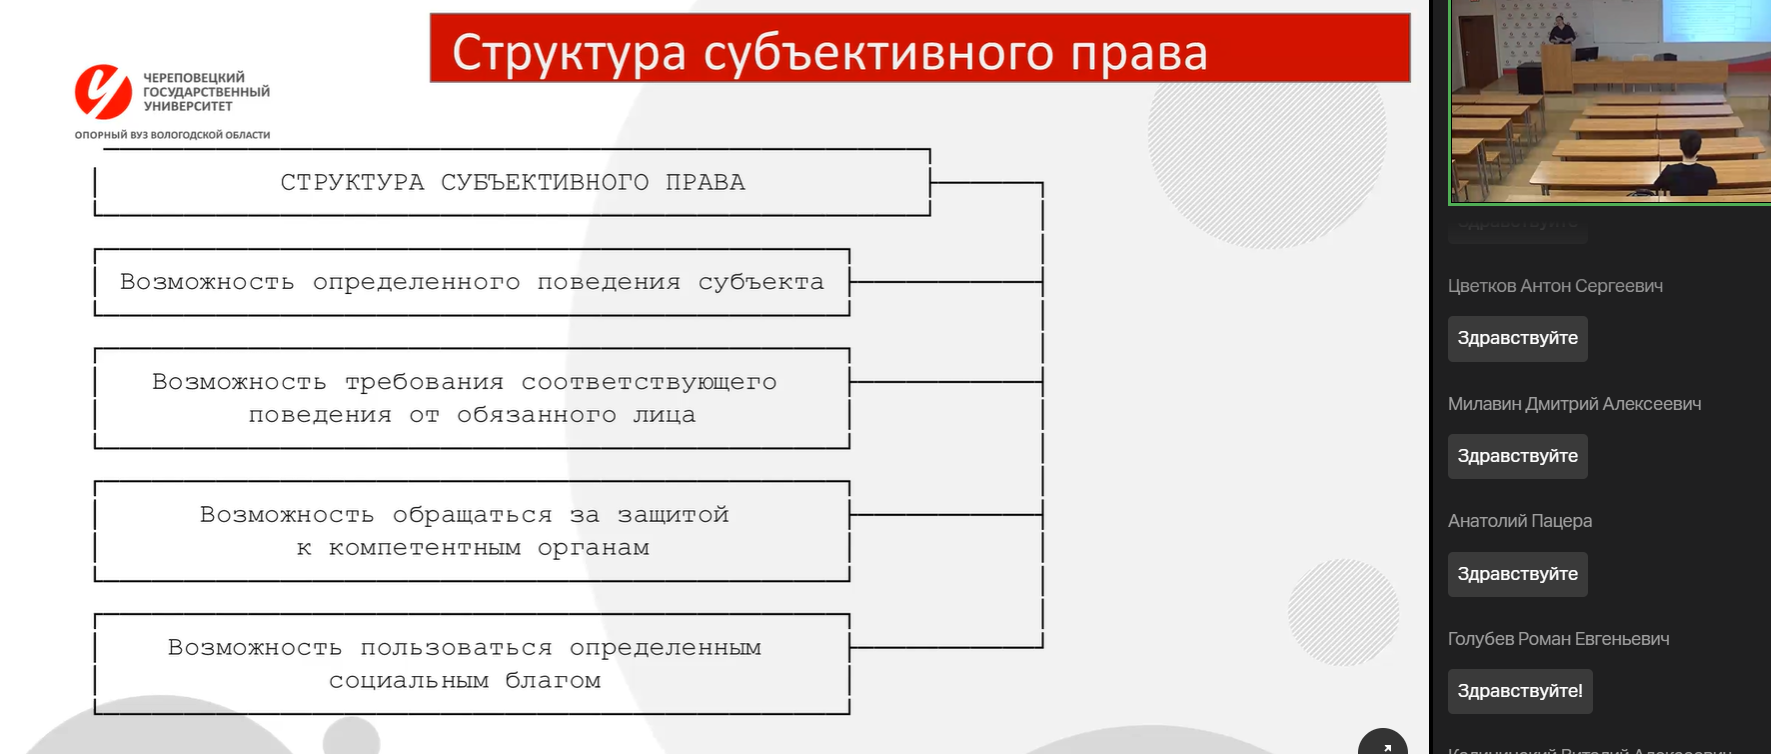 Структура субъективного права
ЧЕРЕПОВЕЦКИЙ
ГОСУДАРСТВЕННЫЙ
УНИВЕРСИТЕТ
ОПОРНЫЙ ВУЗ ВОЛОГОДСКОЙ ОБЛАСТИ
СТРУКТУРА СУБЪЕКТИВНОГО ПРАВА
Возможность определенного поведения субъекта
Возможность требования соответствующего
поведения от обязанного лица
Возможность обращаться за защитой
к компетентным органам
Возможность пользоваться определенным
социальным благом
Здравствуйте
Цветков Антон Сергеевич
Здравствуйте
Милавин Дмитрий Алексеевич
Здравствуйте
Анатолий Пацера
Здравствуйте
Голубев Роман Евгеньевич
Здравствуйте!